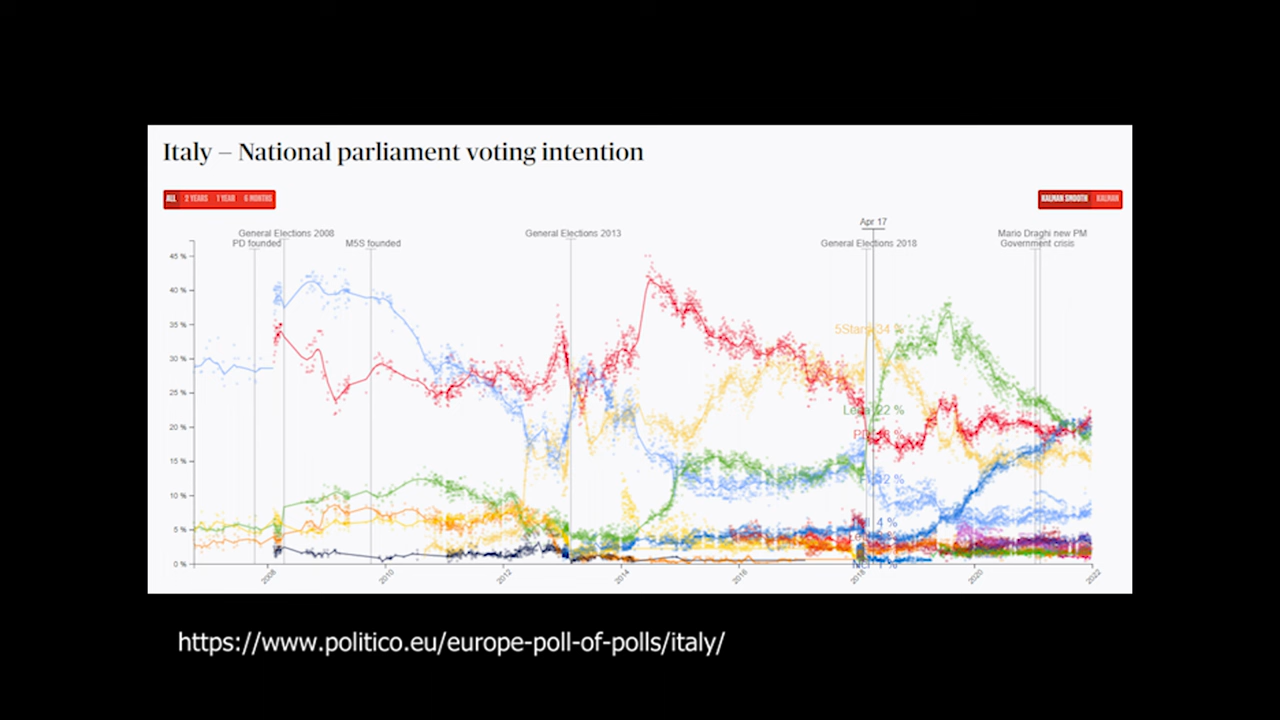 Italy – National parliament voting intention
ALL 2 YEARS 1 YEAR 6 MONTHS
KALMAN SMOOTH KALMAN
Apr 17
General Elections 2008
General Elections 2013
Mario Draghi new PM
PD founded
M5S founded
General Elections 2018
Government crisis
45 %
40 %
35 %
5Stars 34 %
30 %
25 %
Lega 22 %
20 %
15 %
12 %
10 %
5 %
4 %
0 %
2008
2010
2012
2014
2016
2018
2020
2022
https://www.politico.eu/europe-poll-of-polls/italy/